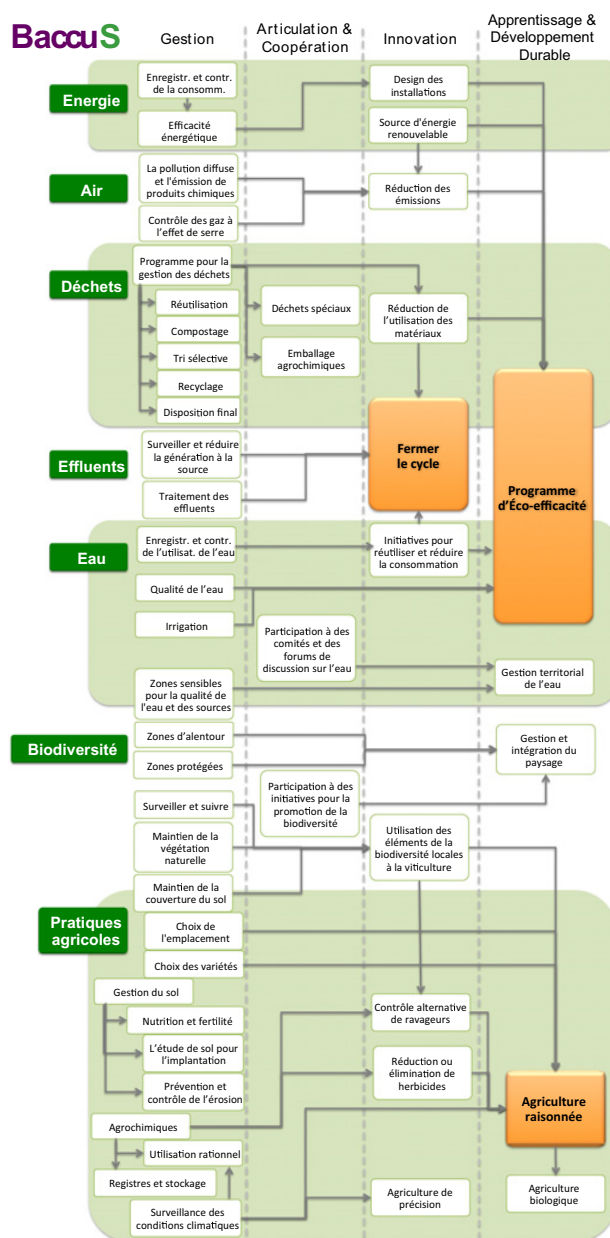 BaccuS
Gestion
Articulation &
Coopération
Innovation
Apprentissage &
Développement
Durable
Energie
Enregistr. et contr.
de la consomm.
Efficacité
énergétique
Design des
installations
Source d'énergie
renouvelable
Air
La pollution diffuse
et l'émission de
produits chimiques
Contrôle des gaz à
l'effet de serre
Réduction des
émissions
Déchets
Programme pour la
gestion des déchets
Réutilisation
Compostage
Tri sélective
Recyclage
Disposition final
Déchets spéciaux
Emballage
agrochimiques
Réduction de
l'utilisation des
matériaux
Fermer
le cycle
Programme
d'Éco-efficacité
Effluents
Surveiller et réduire
la génération à la
source
Traitement des
effluents
Eau
Enregistr. et contr.
de l'utilisat. de l'eau
Initiatives pour
réutiliser et réduire
la consommation
Qualité de l'eau
Irrigation
Participation à des
comités et des
forums de
discussion sur l'eau
Gestion territorial
de l'eau
Zones sensibles
pour la qualité de
l'eau et des sources
Biodiversité
Zones d'alentour
Zones protégées
Gestion et
intégration du
paysage
Participation à des
initiatives pour la
promotion de la
biodiversité
Surveiller et suivre
Maintien de la
végétation
naturelle
Maintien de la
couverture du sol
Utilisation des
éléments de la
biodiversité locales
à la viticulture
Pratiques
agricoles
Choix de
l'emplacement
Choix des variétés
Gestion du sol
Nutrition et fertilité
L'étude de sol pour
l'implantation
Prévention et
contrôle de l'érosion
Contrôle alternative
de ravageurs
Réduction ou
élimination de
herbicides
Agriculture
raisonnée
Agrochimiques
Utilisation rationnel
Registres et stockage
Surveillance des
conditions climatiques
Agriculture de
précision
Agriculture
biologique